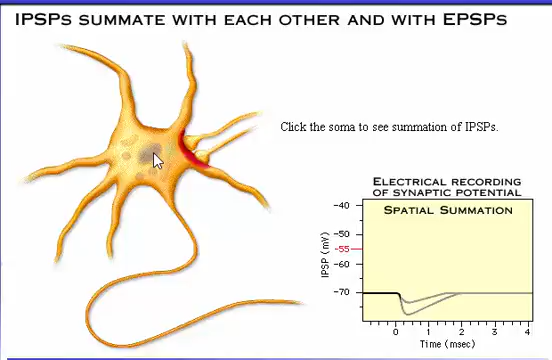 IPSPs summate with each other and with EPSPs
Click the soma to see summation of IPSPs.
Electrical recording
of synaptic potential
Spatial Summation
IPSP (mV)
-40
-50
-55
-60
-70
0 1 2 3 4
Time (msec)